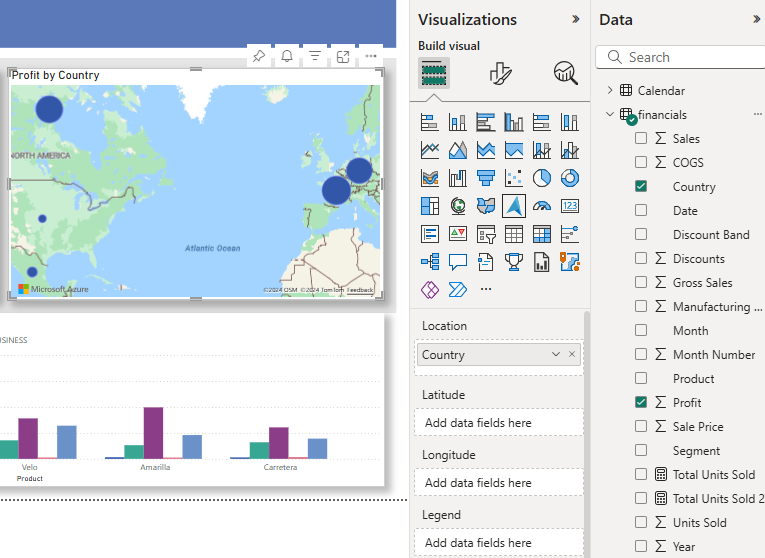 Visualizations
Data
Build visual
Search
Profit by Country
Calendar
financials
Sales
COGS
NORTH AMERICA
Country
Date
Discount Band
Discounts
Atlantic Ocean
Gross Sales
Microsoft Azure
©2024 OSM ©2024 TomTom Feedback
Manufacturing ...
Location
Month
USINESS
Country
Month Number
Product
Latitude
Profit
Add data fields here
Sale Price
Longitude
Segment
Velo
Amarilla
Carretera
Product
Add data fields here
Total Units Sold
Total Units Sold 2
Legend
Units Sold
Add data fields here
Year
123